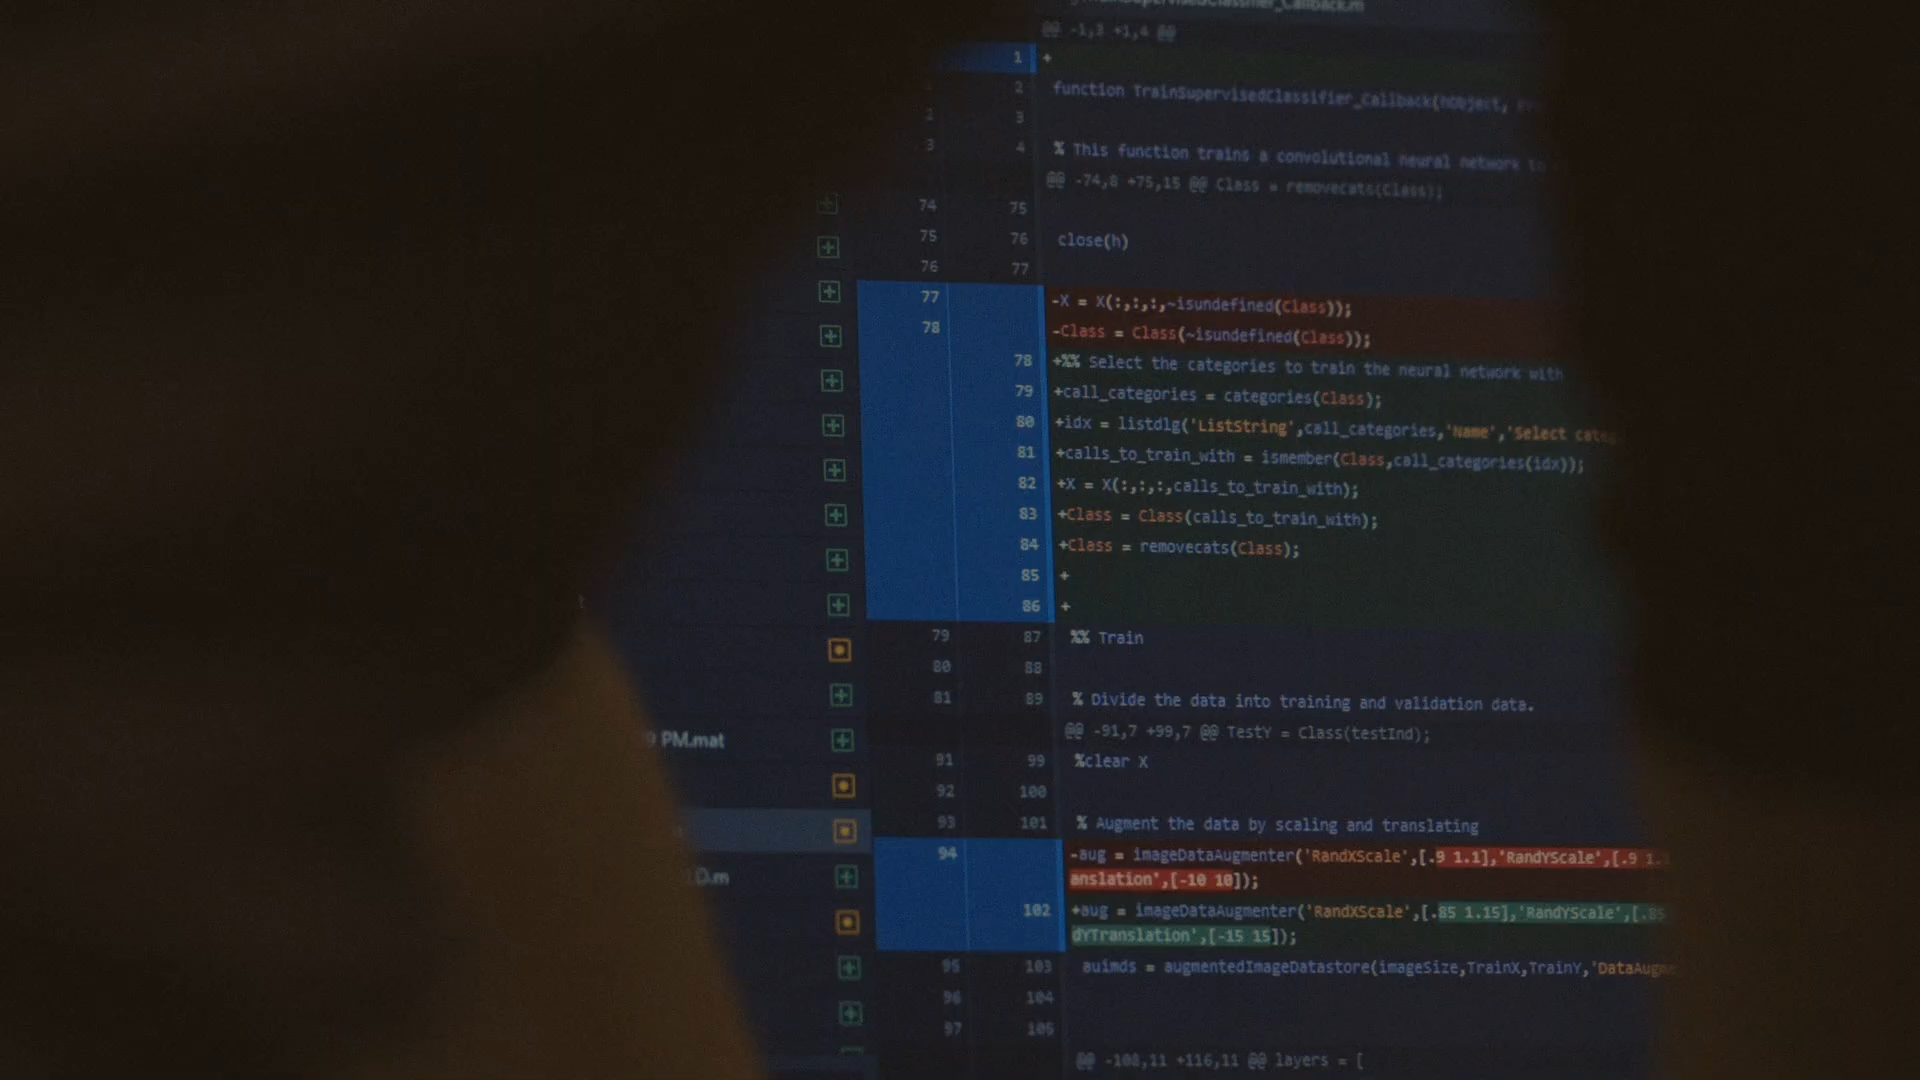 @@ -1,3 +1,4 @@
1 +
2 function TrainSupervisedClassifier_Callback(hObject,
2 3
3 4 % This function trains a convolutional neural network to
@@ -74,8 +75,15 @@ Class = removecats(Class);
74 75
75 76 close(h)
76 77
77 -X = X(:,:,:,~isundefined(Class));
78 -Class = Class(~isundefined(Class));
78 +%% Select the categories to train the neural network with
79 +call_categories = categories(Class);
80 +idx = listdlg('ListString',call_categories,'Name','Select
81 +calls_to_train_with = ismember(Class,call_categories(idx));
82 +X = X(:,:,:,calls_to_train_with);
83 +Class = Class(calls_to_train_with);
84 +Class = removecats(Class);
85 +
86 +
79 87 %% Train
80 88
81 89 % Divide the data into training and validation data.
@@ -91,7 +99,7 @@ TestY = Class(testInd);
9 PM.mat
91 99 %clear X
92 100
93 101 % Augment the data by scaling and translating
94 -aug = imageDataAugmenter('RandXScale',[.9 1.1],'RandYScale',[.9 1.
anslation',[-10 10]);
D.m
102 +aug = imageDataAugmenter('RandXScale',[.85 1.15],'RandYScale',[.85
dYTranslation',[-15 15]);
95 103 auimds = augmentedImageDatastore(imageSize,TrainX,TrainY,'DataAugm
96 104
97 105
@@ -108,11 +116,11 @@ layers = [